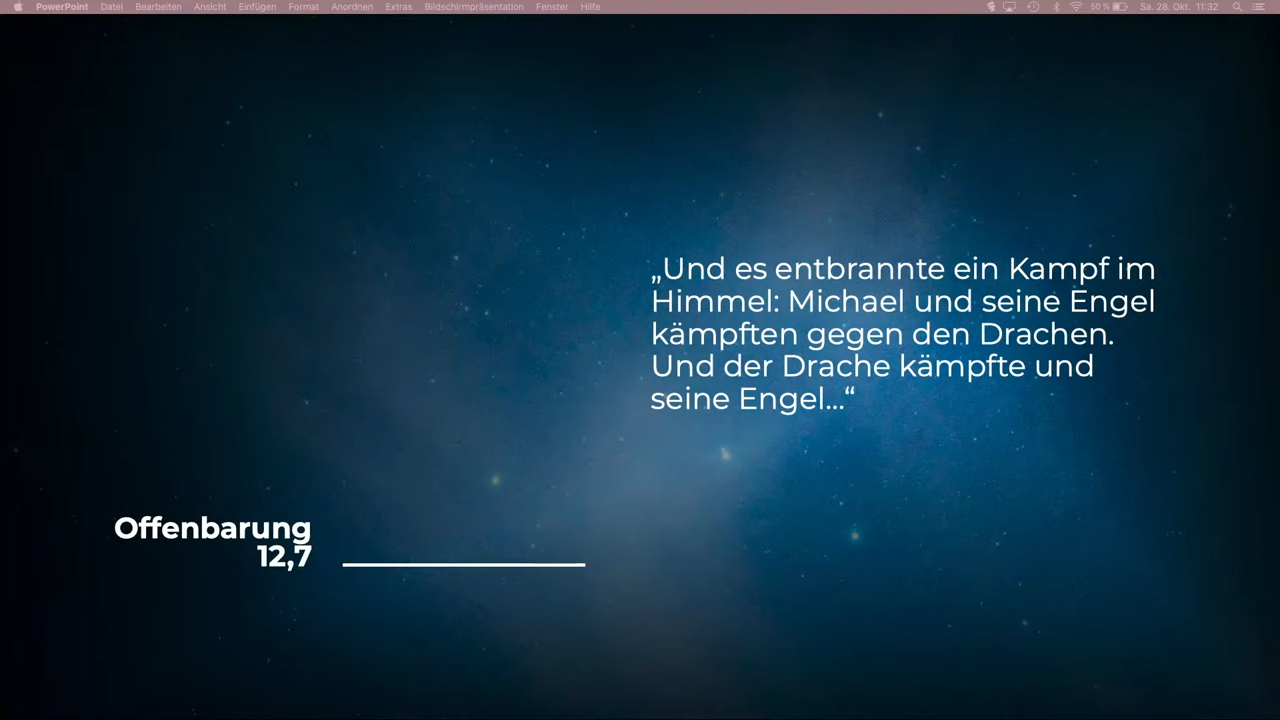 PowerPoint Datei Bearbeiten Ansicht Einfügen Format Anordnen Extras Bildschirmpräsentation Fenster Hilfe 50 % Sa. 28. Okt. 11:32
„Und es entbrannte ein Kampf im
Himmel: Michael und seine Engel
kämpften gegen den Drachen.
Und der Drache kämpfte und
seine Engel...“
Offenbarung
12,7